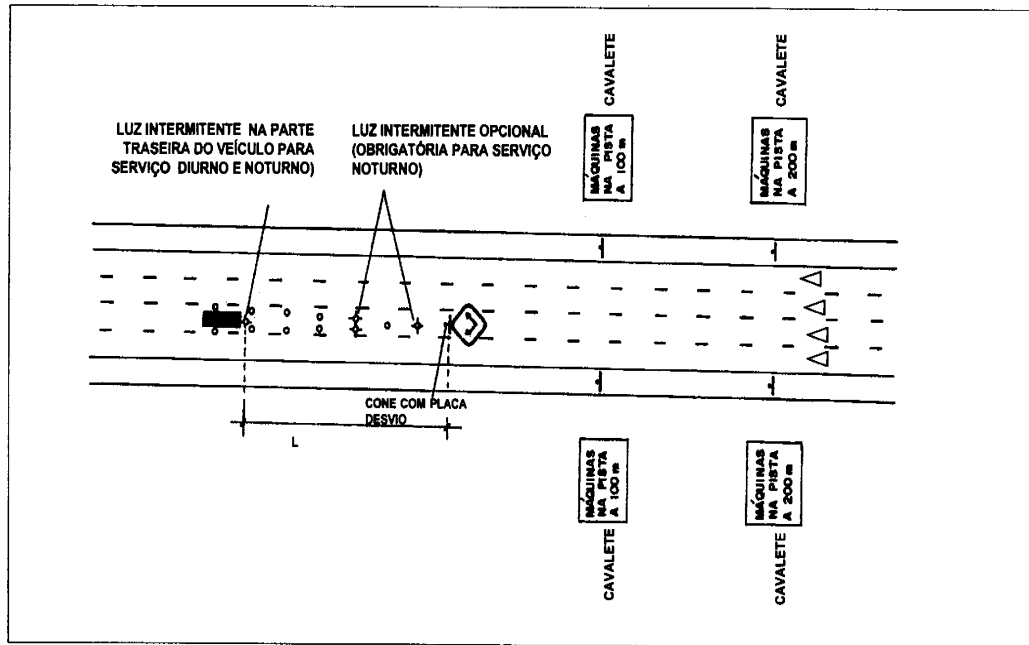 CAVALETE
CAVALETE
MÁQUINAS
NA PISTA
A 100 m
MÁQUINAS
NA PISTA
A 200 m
LUZ INTERMITENTE NA PARTE
TRASEIRA DO VEÍCULO PARA
SERVIÇO DIURNO E NOTURNO)
LUZ INTERMITENTE OPCIONAL
(OBRIGATÓRIA PARA SERVIÇO
NOTURNO)
CONE COM PLACA
DESVIO
L
MÁQUINAS
NA PISTA
A 100 m
MÁQUINAS
NA PISTA
A 200 m
CAVALETE
CAVALETE